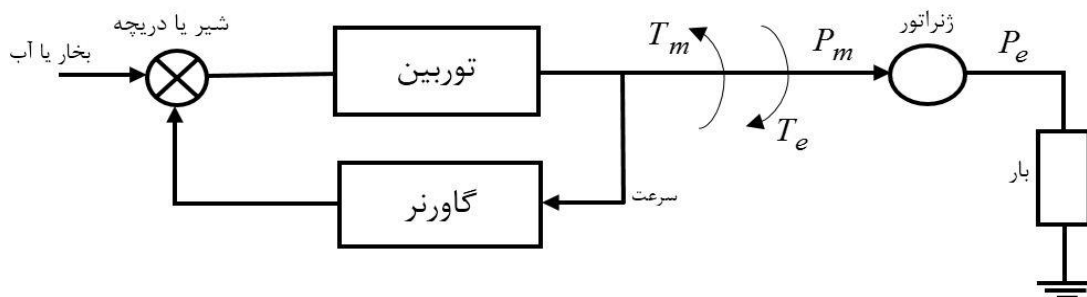 شیر یا دریچه
بخار یا آب
توربین
T_m
P_m
ژنراتور
P_e
T_e
بار
گاورنر
سرعت